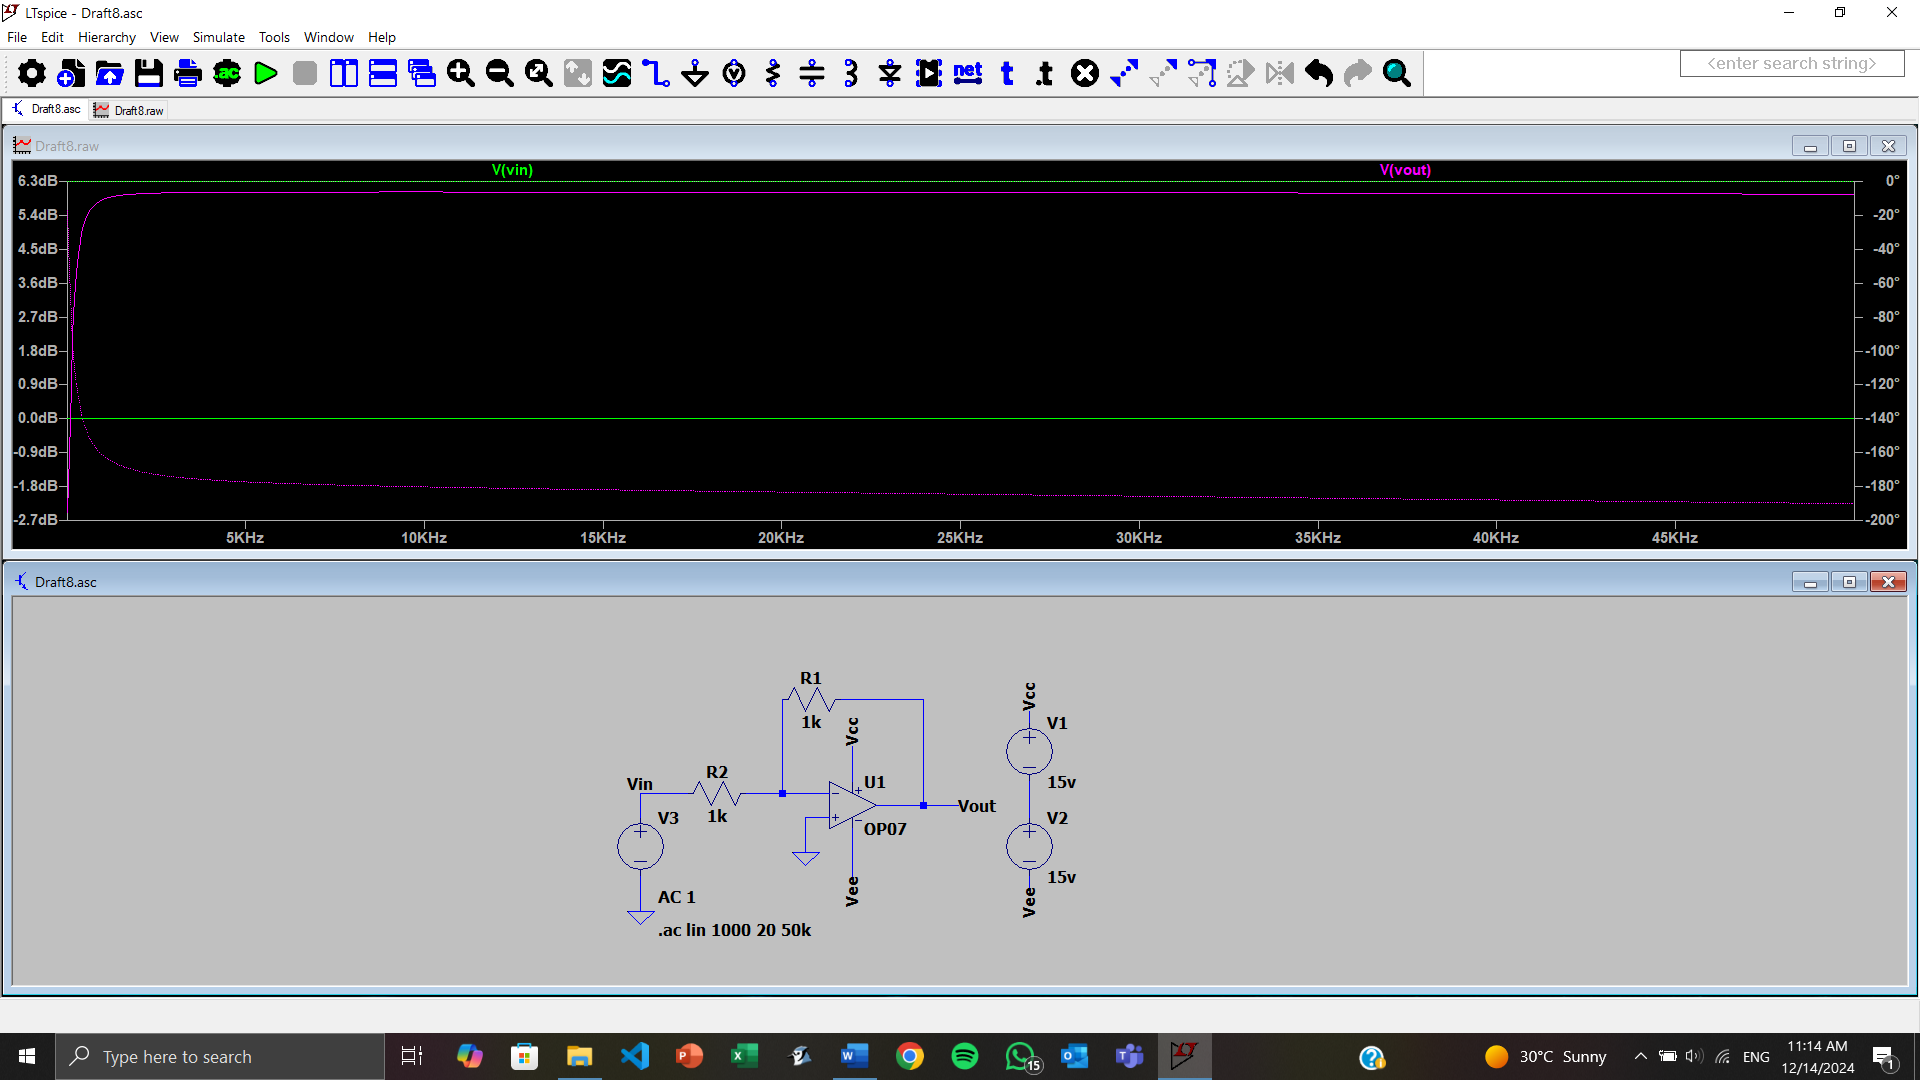 LTspice - Draft8.asc
File Edit Hierarchy View Simulate Tools Window Help
.ac net t .t <enter search string>
Draft8.asc Draft8.raw
Draft8.raw
V(vin) V(vout)
6.3dB 0°
5.4dB -20°
4.5dB -40°
3.6dB -60°
2.7dB -80°
1.8dB -100°
0.9dB -120°
0.0dB -140°
-0.9dB -160°
-1.8dB -180°
-2.7dB -200°
5KHz 10KHz 15KHz 20KHz 25KHz 30KHz 35KHz 40KHz 45KHz
Draft8.asc
R1
1k
Vcc
Vcc
V1
15v
R2
1k
Vin
V3
U1
OP07
Vout
V2
15v
Vee
Vee
AC 1
.ac lin 1000 20 50k
Type here to search
15
30°C Sunny
ENG
11:14 AM
12/14/2024
1